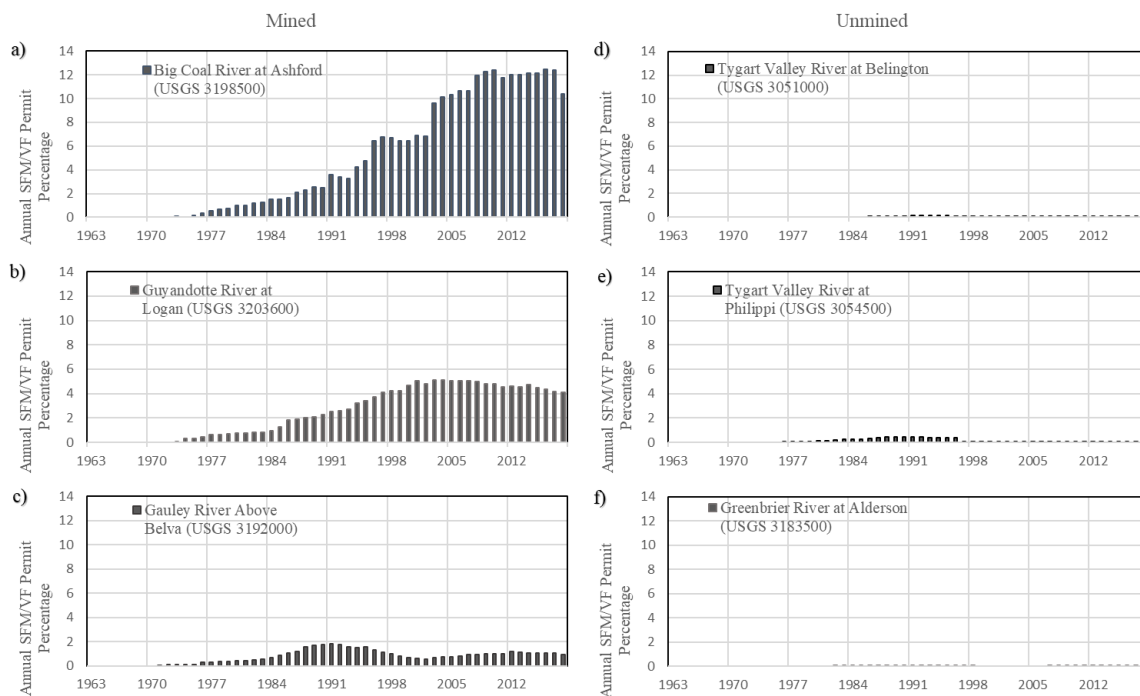 Mined
Unmined
a)
Annual SFM/VF Permit
Percentage
14
12
10
8
6
4
2
0
Big Coal River at Ashford
(USGS 3198500)
1963 1970 1977 1984 1991 1998 2005 2012
b)
Annual SFM/VF Permit
Percentage
14
12
10
8
6
4
2
0
Guyandotte River at
Logan (USGS 3203600)
1963 1970 1977 1984 1991 1998 2005 2012
c)
Annual SFM/VF Permit
Percentage
14
12
10
8
6
4
2
0
Gauley River Above
Belva (USGS 3192000)
1963 1970 1977 1984 1991 1998 2005 2012
d)
Annual SFM/VF Permit
Percentage
14
12
10
8
6
4
2
0
Tygart Valley River at Belington
(USGS 3051000)
1963 1970 1977 1984 1991 1998 2005 2012
e)
Annual SFM/VF Permit
Percentage
14
12
10
8
6
4
2
0
Tygart Valley River at
Philippi (USGS 3054500)
1963 1970 1977 1984 1991 1998 2005 2012
f)
Annual SFM/VF Permit
Percentage
14
12
10
8
6
4
2
0
Greenbrier River at Alderson
(USGS 3183500)
1963 1970 1977 1984 1991 1998 2005 2012